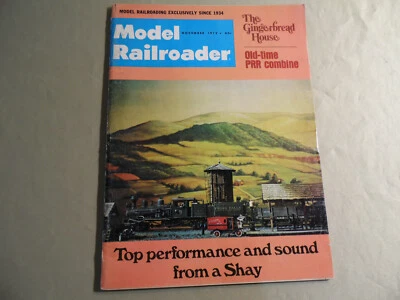 MODEL RAILROADING EXCLUSIVELY SINCE 1934
Model
Railroader
NOVEMBER
The
Gingerbread
House
Old-time
PRR combine
Top performance and sound
from a Shay